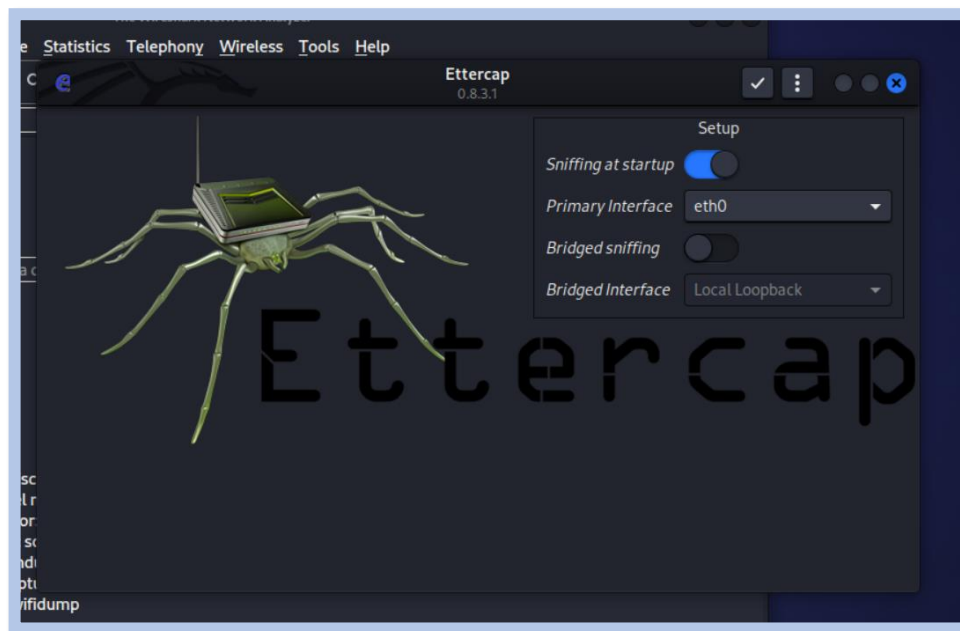 Statistics Telephony Wireless Tools Help
Ettercap
0.8.3.1
Setup
Sniffing at startup
Primary Interface eth0
Bridged sniffing
Bridged Interface Local Loopback
Ettercap
ifidump